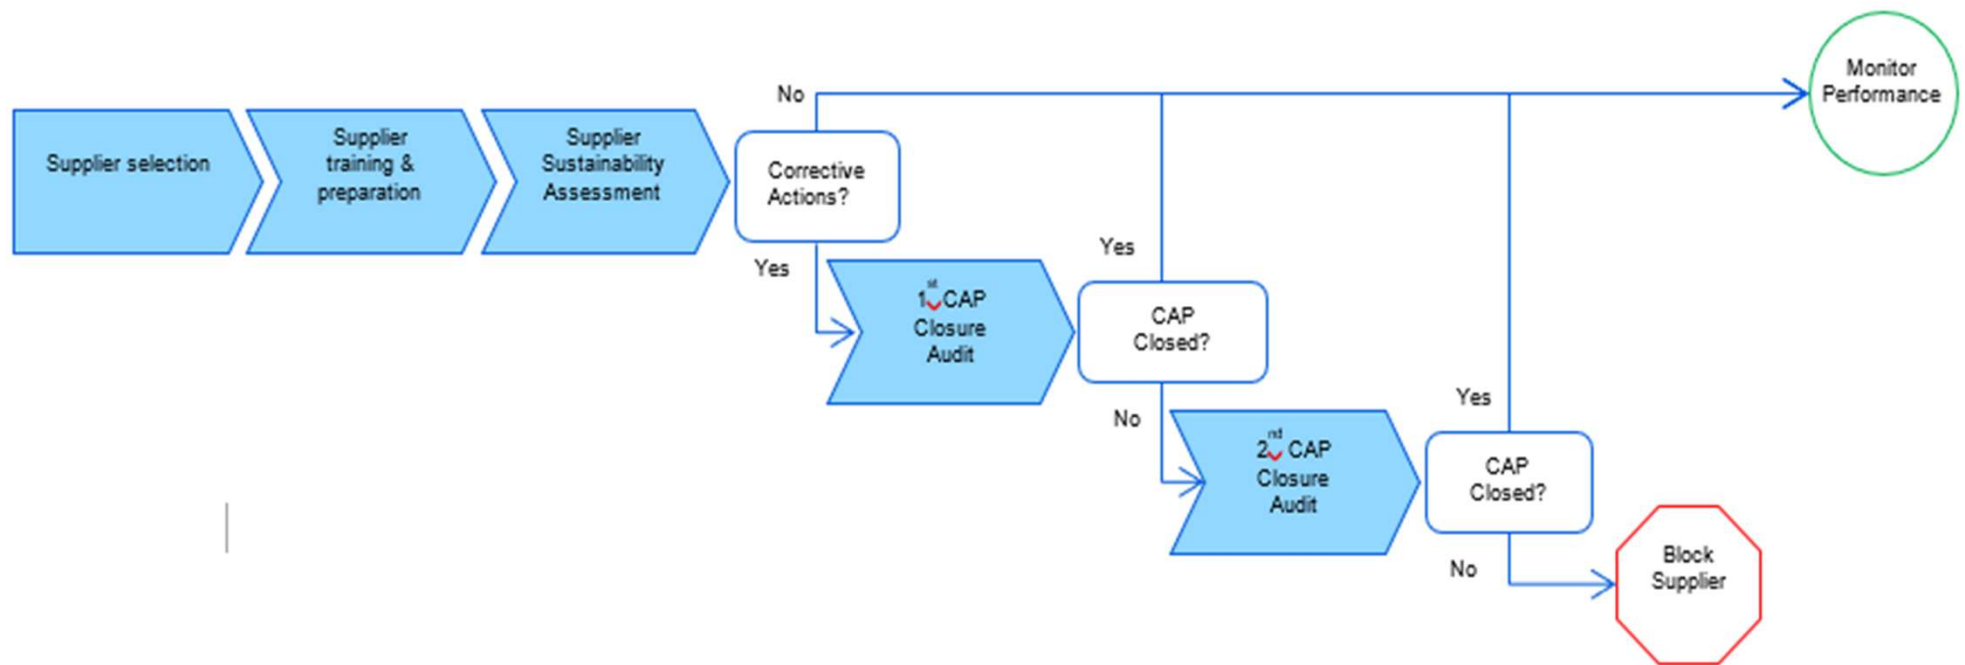 Supplier selection
Supplier
training &
preparation
Supplier
Sustainability
Assessment
No
Corrective
Actions?
Yes
1st CAP
Closure
Audit
Yes
CAP
Closed?
No
2nd CAP
Closure
Audit
Yes
CAP
Closed?
No
Block
Supplier
Monitor
Performance